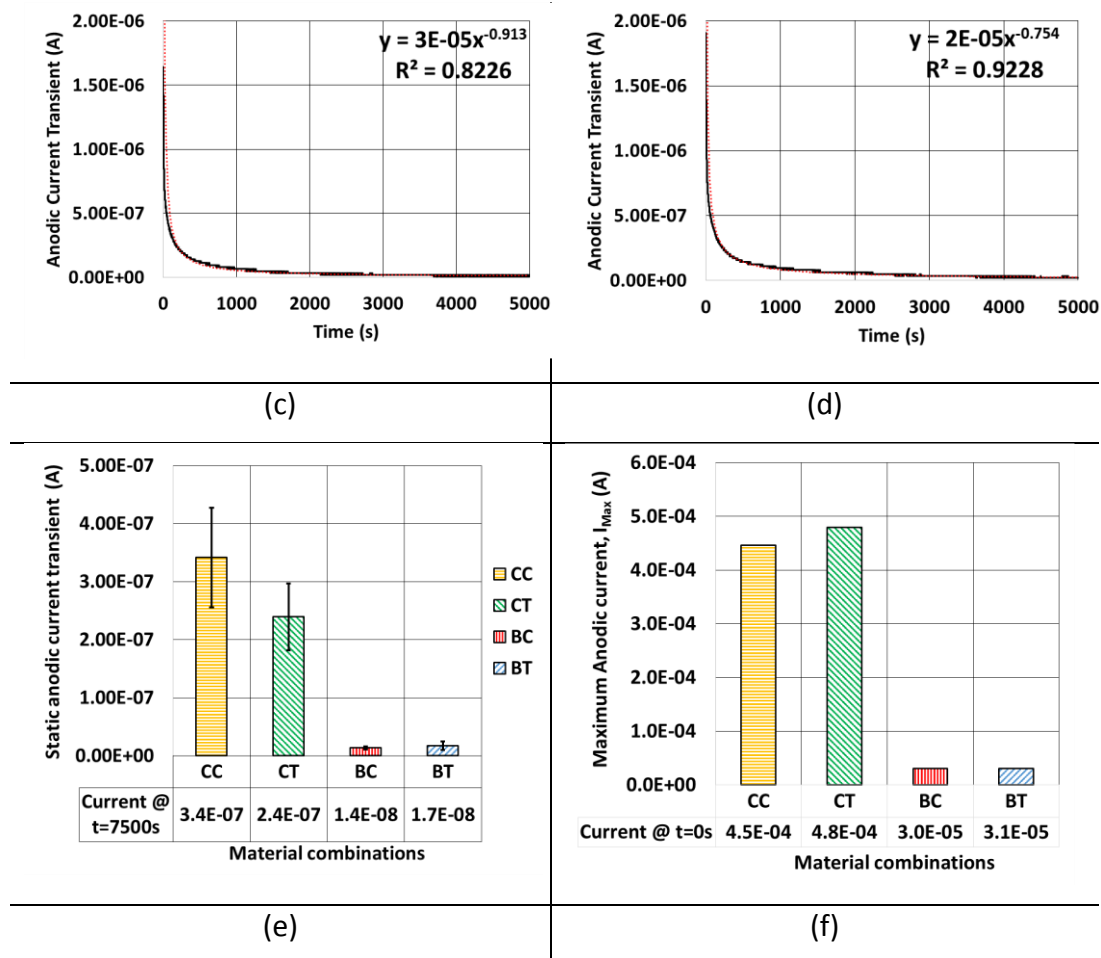 2.00E-06
1.50E-06
1.00E-06
5.00E-07
0.00E+00
Anodic Current Transient (A)
y = 3E-05x^-0.913
R² = 0.8226
0 1000 2000 3000 4000 5000
Time (s)
2.00E-06
1.50E-06
1.00E-06
5.00E-07
0.00E+00
Anodic Current Transient (A)
y = 2E-05x^-0.754
R² = 0.9228
0 1000 2000 3000 4000 5000
Time (s)
(c)
(d)
5.00E-07
4.00E-07
3.00E-07
2.00E-07
1.00E-07
0.00E+00
Static anodic current transient (A)
CC
CT
BC
BT
CC CT BC BT
Current @
t=7500s
3.4E-07 2.4E-07 1.4E-08 1.7E-08
Material combinations
6.0E-04
5.0E-04
4.0E-04
3.0E-04
2.0E-04
1.0E-04
0.0E+00
Maximum Anodic current, I_Max (A)
CC CT BC BT
Current @ t=0s 4.5E-04 4.8E-04 3.0E-05 3.1E-05
Material combinations
(e)
(f)